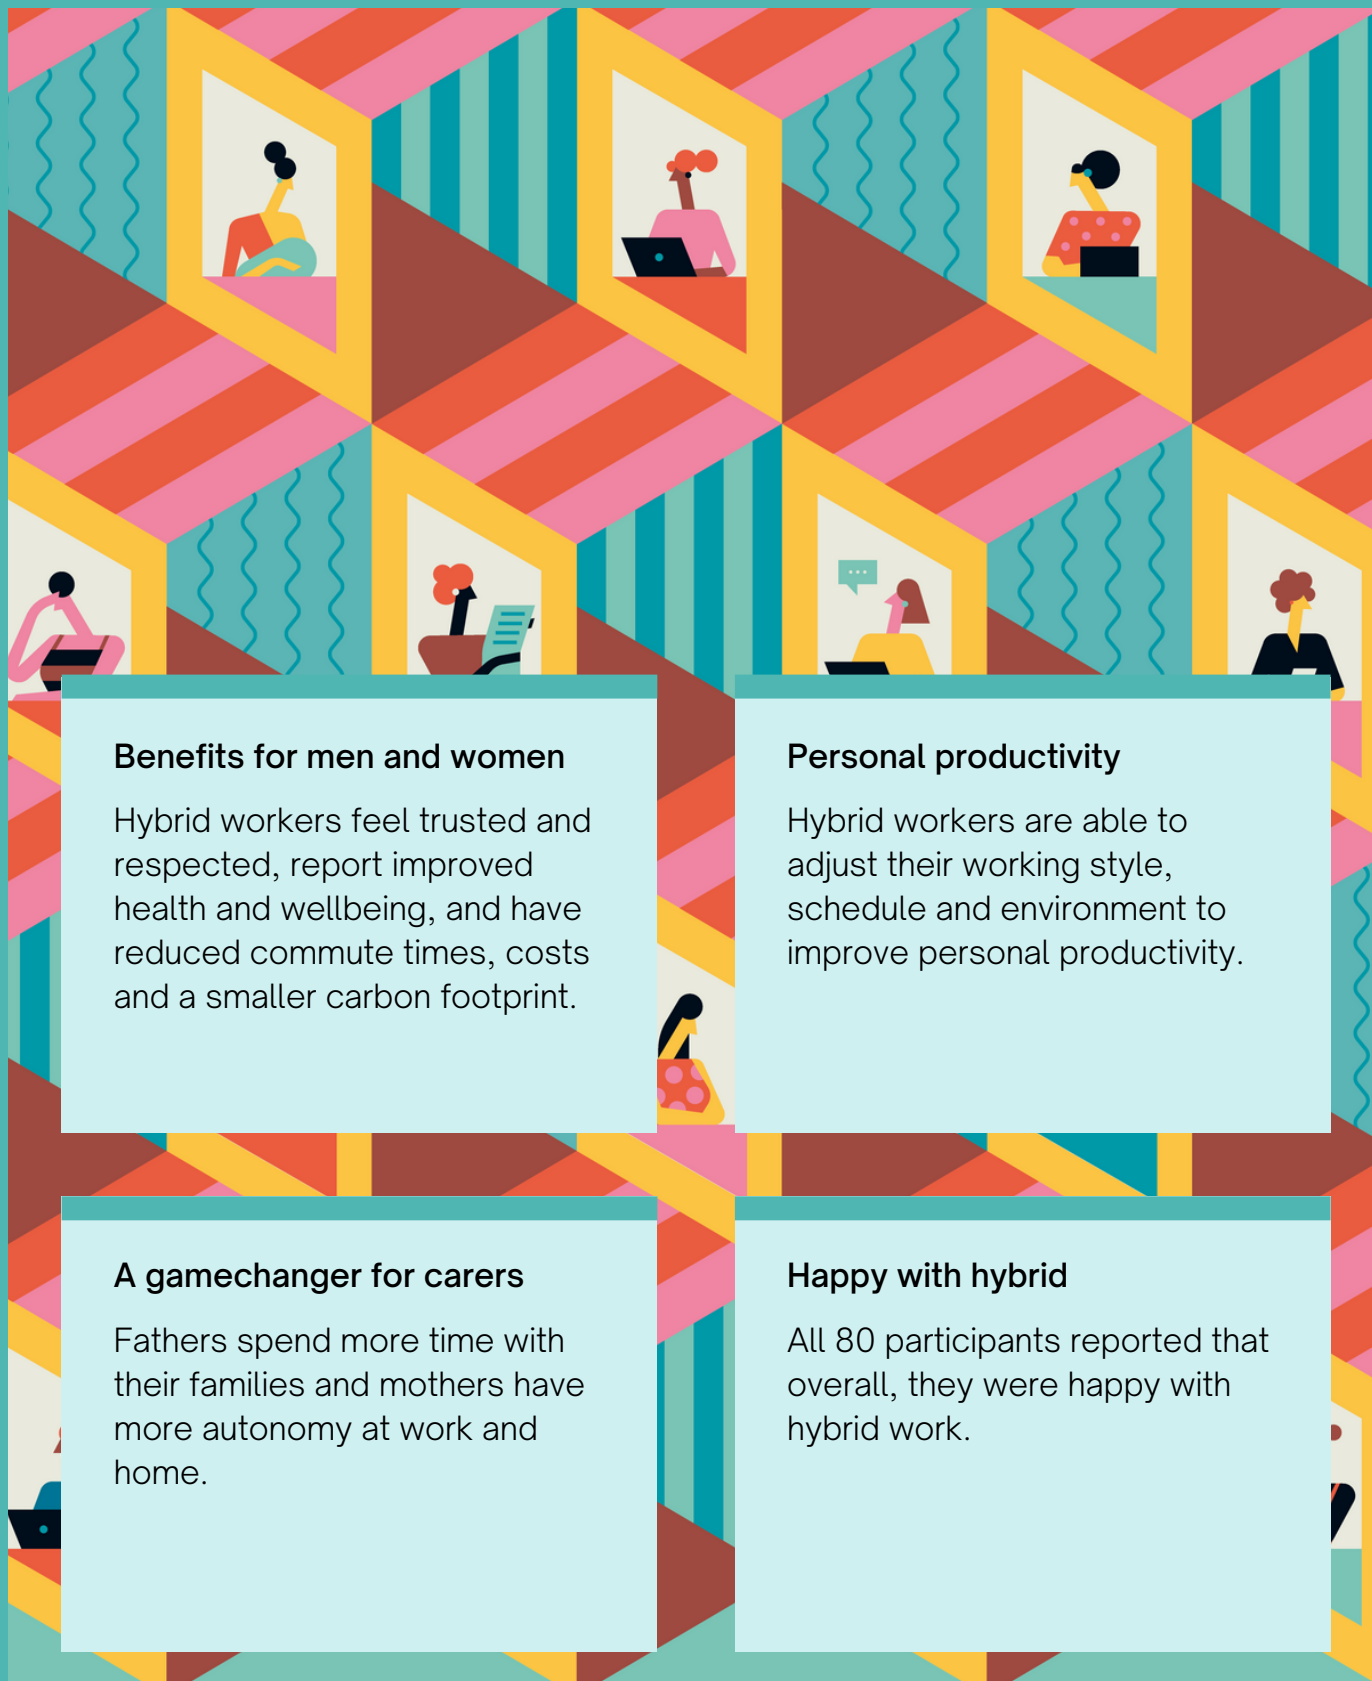 Benefits for men and women
Hybrid workers feel trusted and
respected, report improved
health and wellbeing, and have
reduced commute times, costs
and a smaller carbon footprint.
Personal productivity
Hybrid workers are able to
adjust their working style,
schedule and environment to
improve personal productivity.
A gamechanger for carers
Fathers spend more time with
their families and mothers have
more autonomy at work and
home.
Happy with hybrid
All 80 participants reported that
overall, they were happy with
hybrid work.